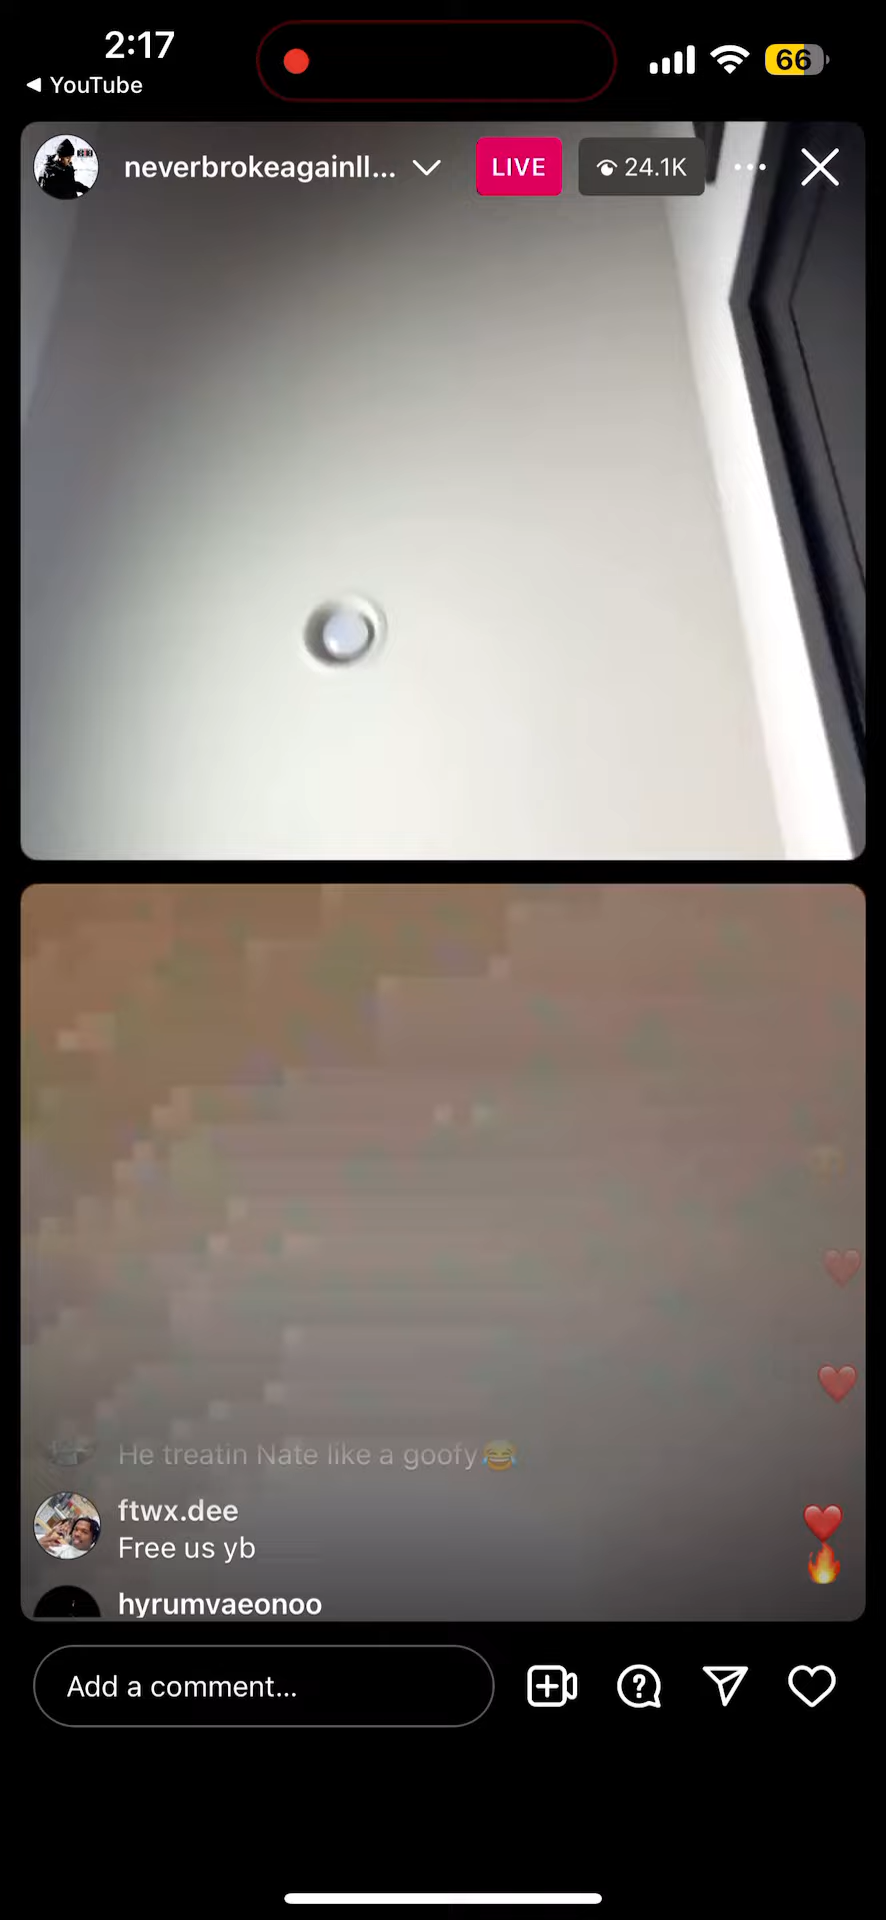 2:17
66
YouTube
neverbrokeagainll...
LIVE
24.1K
He treatin Nate like a goofy😂
ftwx.dee
Free us yb
hyrumvaeonoo
Add a comment...